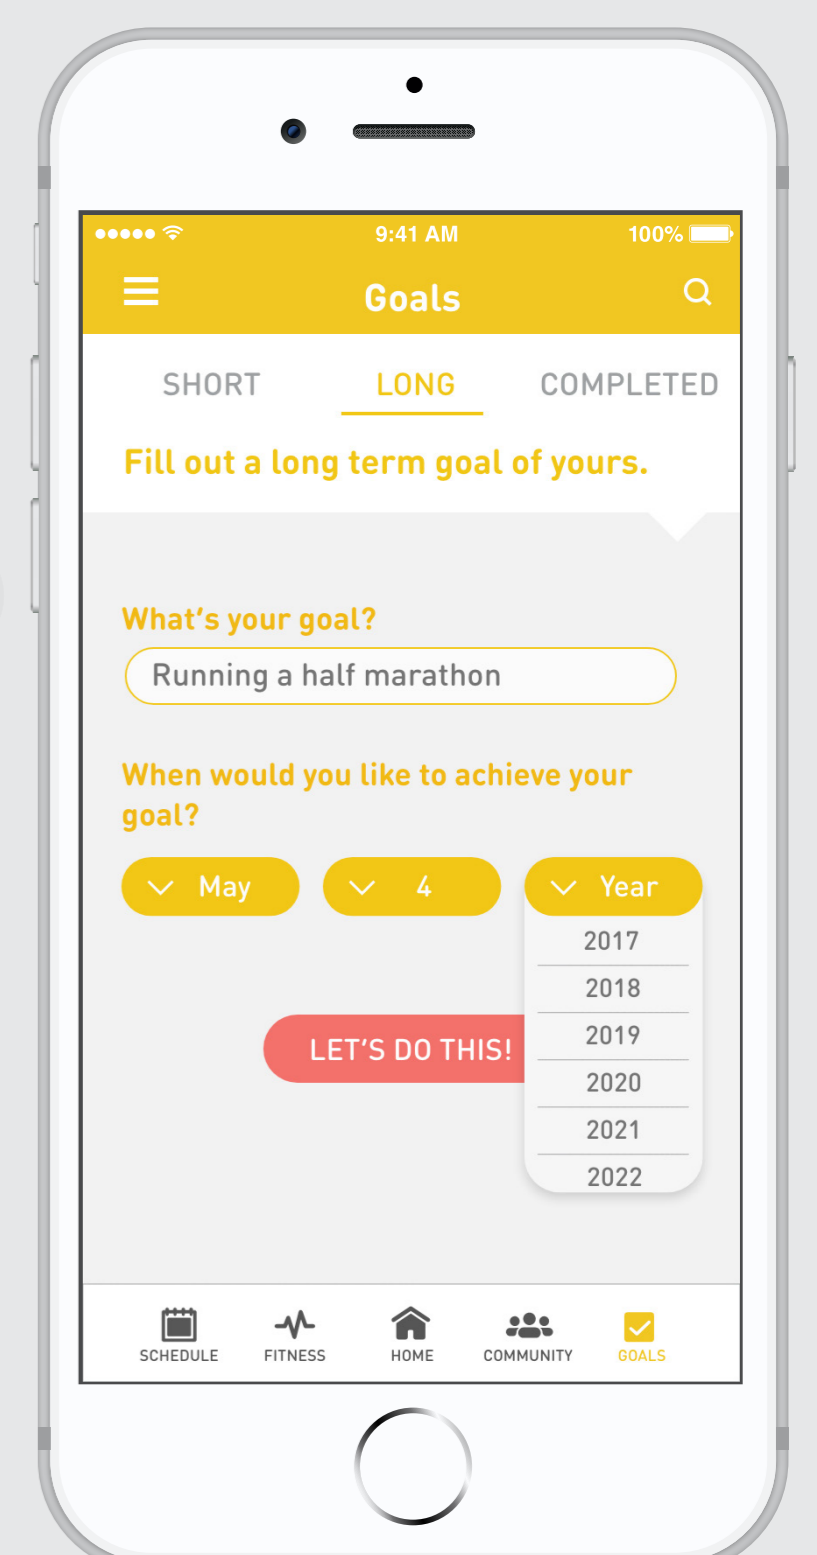 9:41 AM 100%
Goals
SHORT LONG COMPLETED
Fill out a long term goal of yours.
What's your goal?
Running a half marathon
When would you like to achieve your
goal?
May 4 Year
2017
2018
2019
2020
2021
2022
LET'S DO THIS!
SCHEDULE FITNESS HOME COMMUNITY GOALS